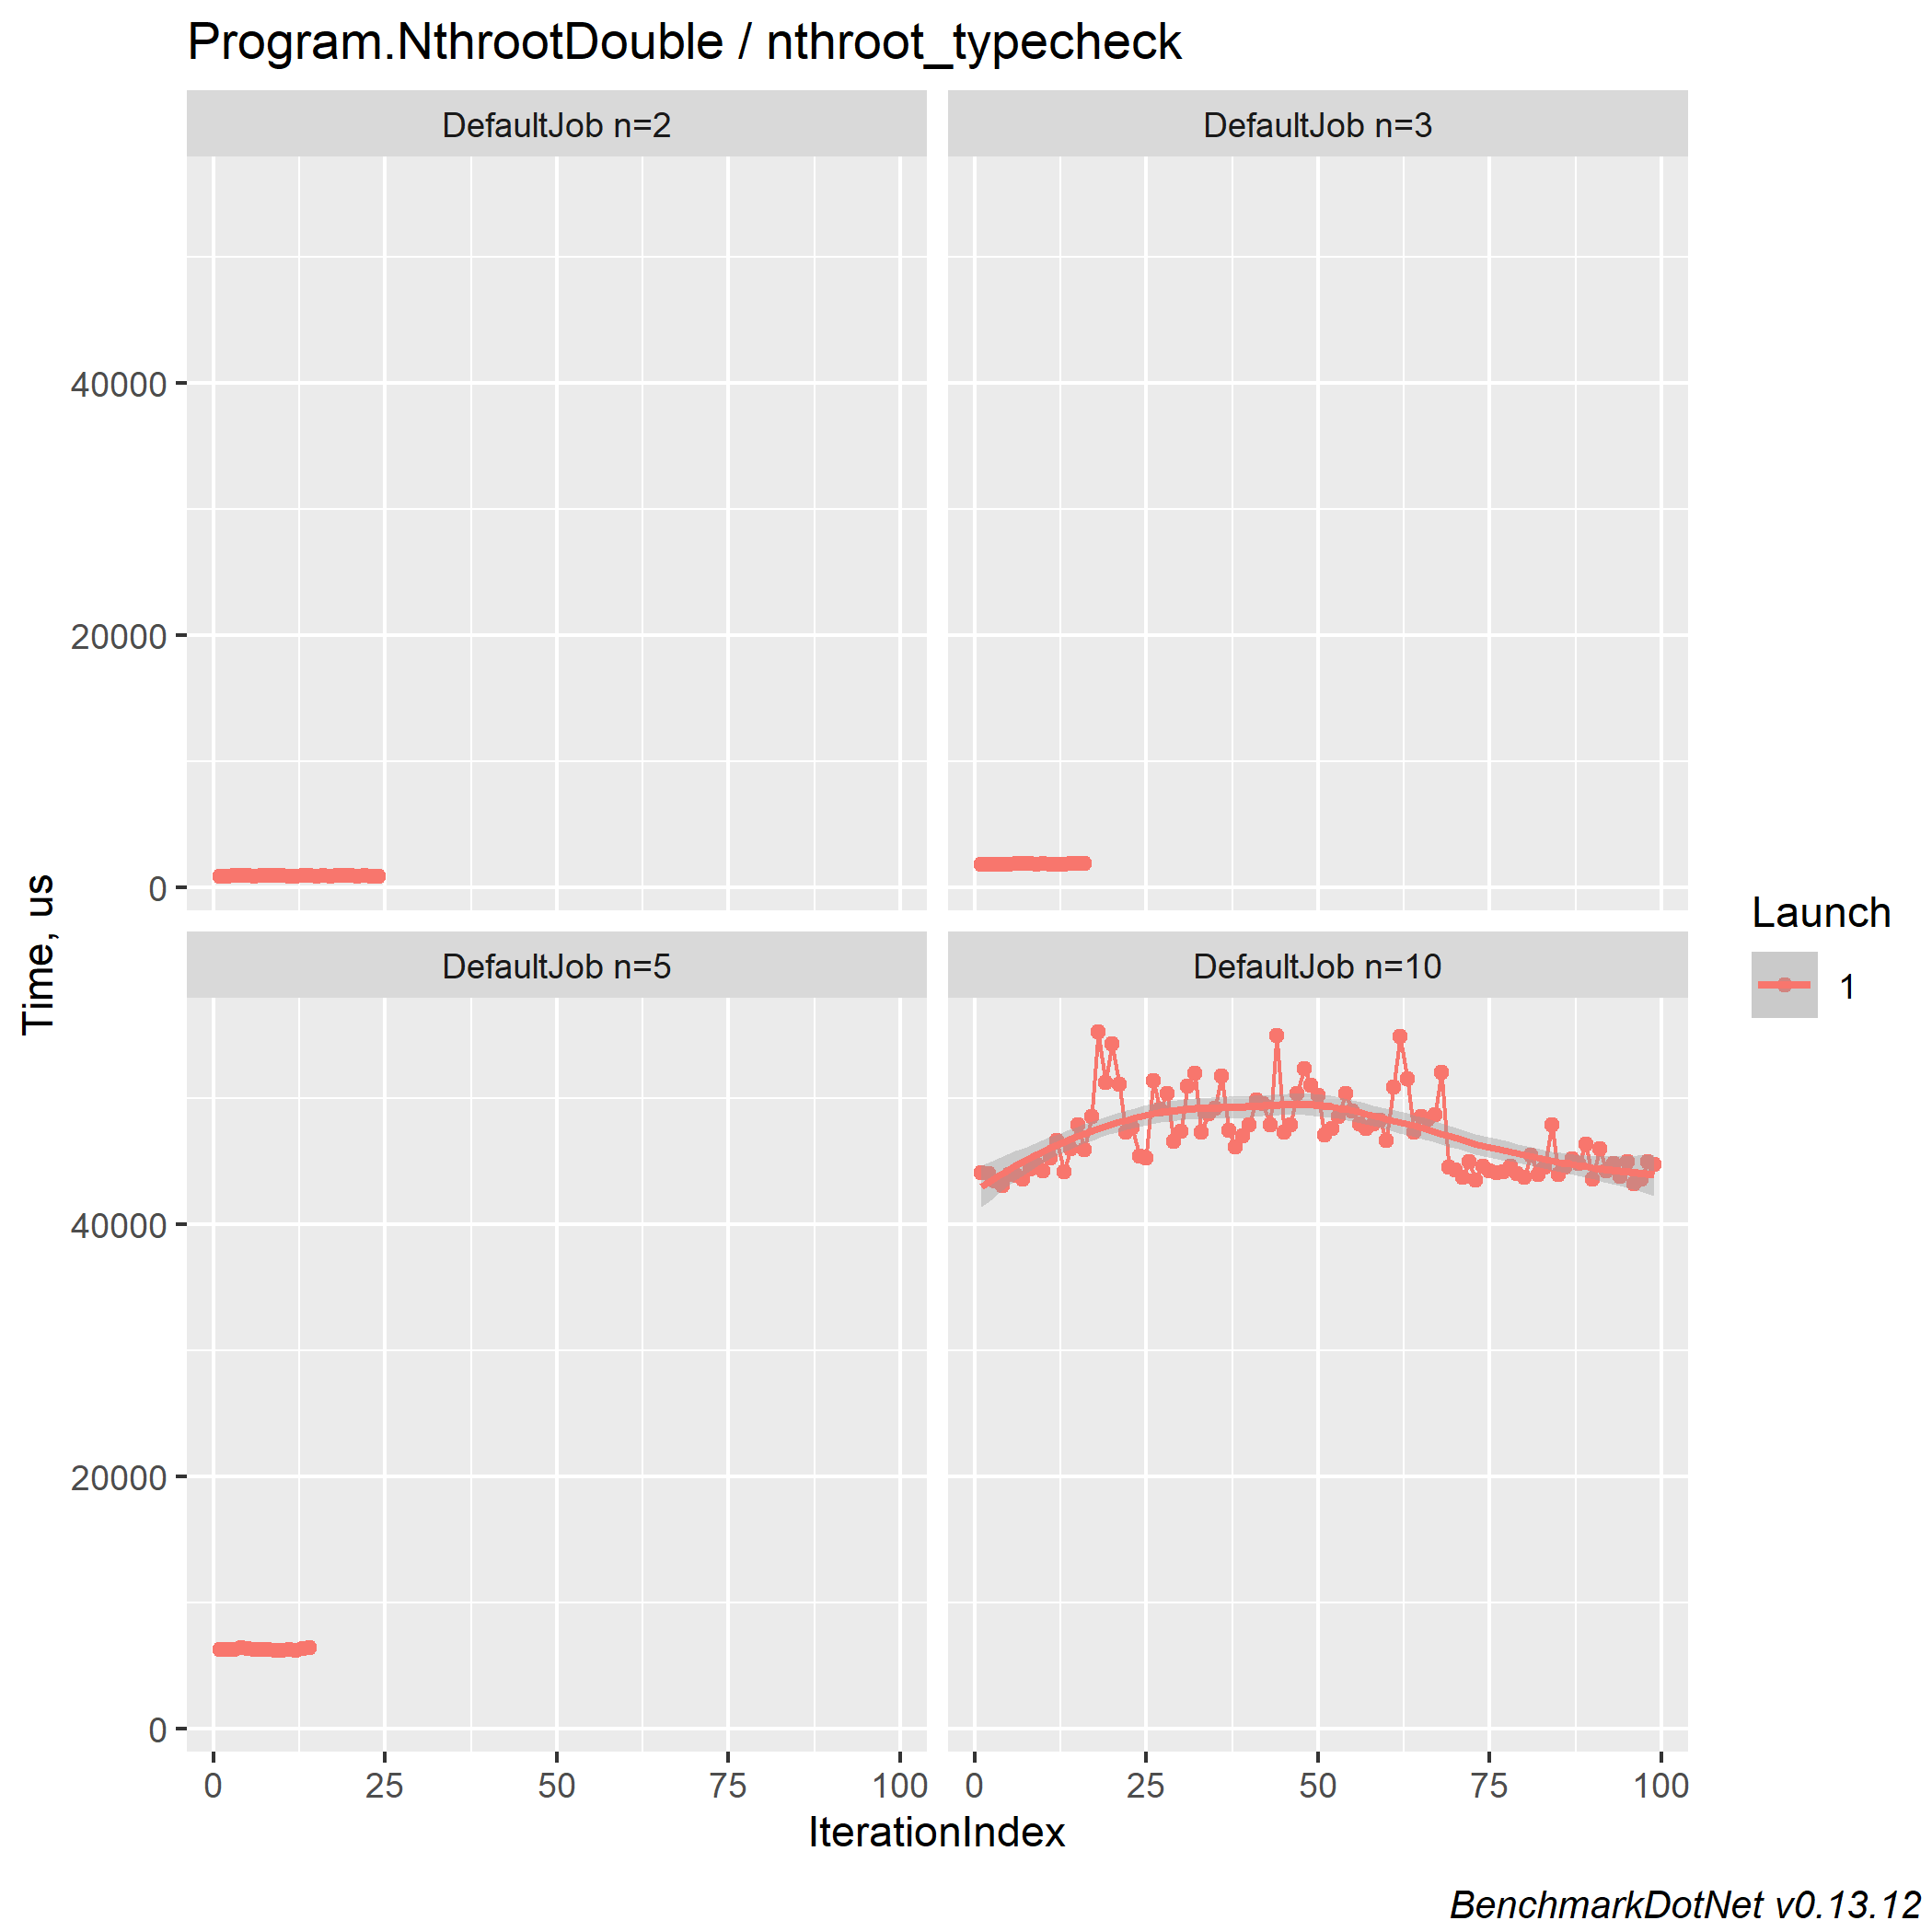 Program.NthrootDouble / nthroot_typecheck
DefaultJob n=2
DefaultJob n=3
40000
20000
0
DefaultJob n=5
DefaultJob n=10
40000
20000
0
0 25 50 75 100
0 25 50 75 100
IterationIndex
Time, us
Launch
1
BenchmarkDotNet v0.13.12